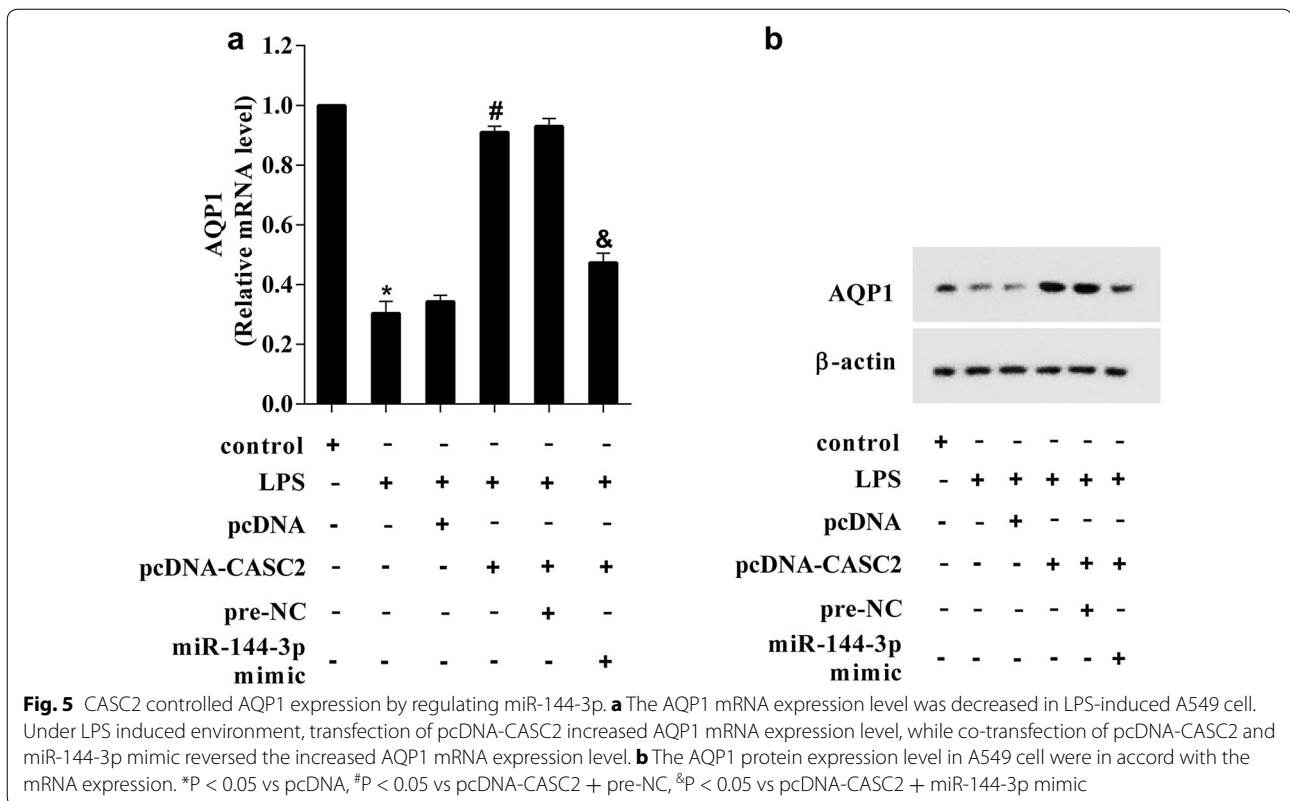 a
b
1.2
1.0
0.8
0.6
0.4
0.2
0.0
AQP1
(Relative mRNA level)
*
#
&
control + - - - - -
LPS - + + + + +
pcDNA - - + - - -
pcDNA-CASC2 - - - + + +
pre-NC - - - - + -
miR-144-3p
mimic - - - - - +
AQP1
β-actin
control + - - - - -
LPS - + + + + +
pcDNA - - + - - -
pcDNA-CASC2 - - - + + +
pre-NC - - - - + -
miR-144-3p
mimic - - - - - +
Fig. 5 CASC2 controlled AQP1 expression by regulating miR-144-3p. a The AQP1 mRNA expression level was decreased in LPS-induced A549 cell.
Under LPS induced environment, transfection of pcDNA-CASC2 increased AQP1 mRNA expression level, while co-transfection of pcDNA-CASC2 and
miR-144-3p mimic reversed the increased AQP1 mRNA expression level. b The AQP1 protein expression level in A549 cell were in accord with the
mRNA expression. *P < 0.05 vs pcDNA, #P < 0.05 vs pcDNA-CASC2 + pre-NC, &P < 0.05 vs pcDNA-CASC2 + miR-144-3p mimic